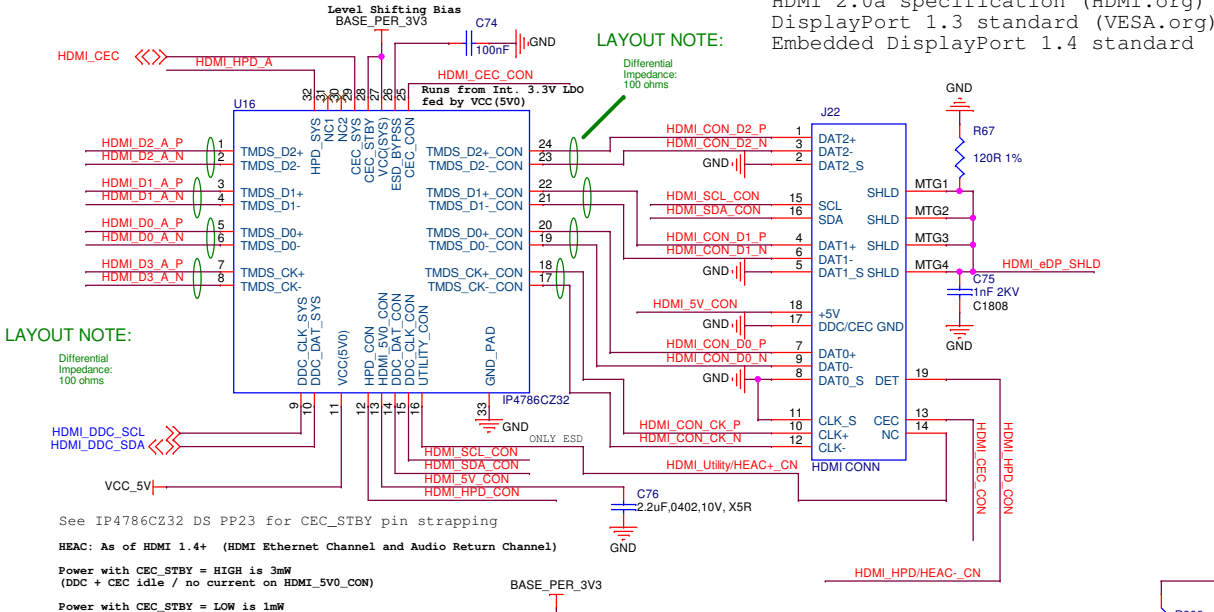 HDMI 2.0a specification (HDMI.org)
DisplayPort 1.3 standard (VESA.org)
Embedded DisplayPort 1.4 standard
Level Shifting Bias
BASE_PER_3V3
C74
100nF
GND
HDMI_CEC
HDMI_HPD_A
HDMI_CEC_CON
Runs from Int. 3.3V LDO
fed by VCC(5V0)
LAYOUT NOTE:
Differential
Impedance:
100 ohms
U16
32
31
30
29
28
27
26
25
HPD_SYS
NC1
NC2
CEC_SYS
CEC_STBY
VCC(SYS)
ESD_BYPSS
CEC_CON
HDMI_D2_A_P
1
TMDS_D2+
HDMI_D2_A_N
2
TMDS_D2-
HDMI_D1_A_P
3
TMDS_D1+
HDMI_D1_A_N
4
TMDS_D1-
HDMI_D0_A_P
5
TMDS_D0+
HDMI_D0_A_N
6
TMDS_D0-
HDMI_D3_A_P
7
TMDS_CK+
HDMI_D3_A_N
8
TMDS_CK-
TMDS_D2+_CON
24
TMDS_D2-_CON
23
TMDS_D1+_CON
22
TMDS_D1-_CON
21
TMDS_D0+_CON
20
TMDS_D0-_CON
19
TMDS_CK+_CON
18
TMDS_CK-_CON
17
DDC_CLK_SYS
DDC_DAT_SYS
VCC(5V0)
HPD_CON
HDMI_5V0_CON
DDC_DAT_CON
DDC_CLK_CON
UTILITY_CON
GND_PAD
9
10
11
12
13
14
15
16
33
IP4786CZ32
GND
ONLY ESD
LAYOUT NOTE:
Differential
Impedance:
100 ohms
HDMI_DDC_SCL
HDMI_DDC_SDA
VCC_5V
HDMI_SCL_CON
HDMI_SDA_CON
HDMI_5V_CON
HDMI_HPD_CON
C76
2.2uF,0402,10V, X5R
GND
J22
HDMI_CON_D2_P
1
DAT2+
HDMI_CON_D2_N
3
DAT2-
GND
2
DAT2_S
HDMI_SCL_CON
15
SCL
HDMI_SDA_CON
16
SDA
HDMI_CON_D1_P
4
DAT1+
HDMI_CON_D1_N
6
DAT1-
GND
5
DAT1_S
HDMI_5V_CON
18
+5V
GND
17
DDC/CEC GND
HDMI_CON_D0_P
7
DAT0+
HDMI_CON_D0_N
9
DAT0-
GND
8
DAT0_S
11
CLK_S
HDMI_CON_CK_P
10
CLK+
HDMI_CON_CK_N
12
CLK-
HDMI CONN
SHLD
MTG1
SHLD
MTG2
SHLD
MTG3
SHLD
MTG4
DET
19
CEC
13
NC
14
GND
R67
120R 1%
HDMI_eDP_SHLD
C75
1nF 2KV
C1808
GND
HDMI_Utility/HEAC+_CN
HDMI_CEC_CON
HDMI_HPD_CON
HDMI_HPD/HEAC-_CN
See IP4786CZ32 DS PP23 for CEC_STBY pin strapping
HEAC: As of HDMI 1.4+ (HDMI Ethernet Channel and Audio Return Channel)
Power with CEC_STBY = HIGH is 3mW
(DDC + CEC idle / no current on HDMI_5V0_CON)
Power with CEC_STBY = LOW is 1mW
BASE_PER_3V3